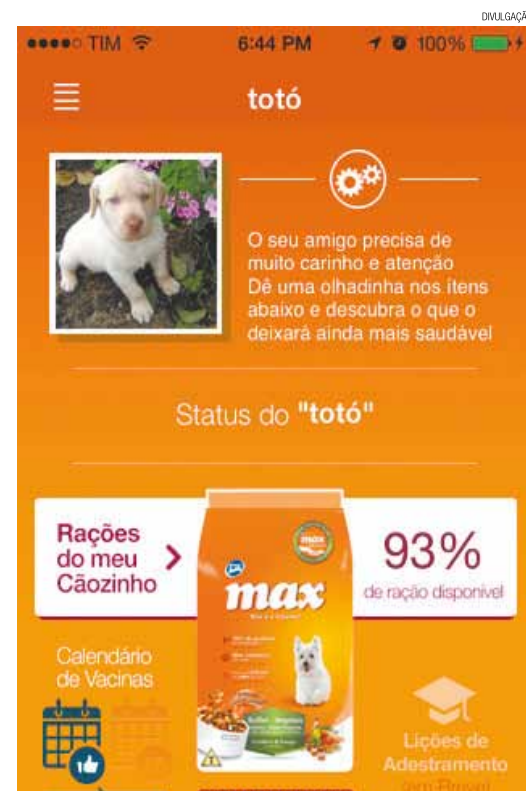 DIVULGAÇÃ
TIM 6:44 PM 100%
totó
O seu amigo precisa de
muito carinho e atenção
Dê uma olhadinha nos ítens
abaixo e descubra o que o
deixará ainda mais saudável
Status do "totó"
Rações
do meu
Cãozinho
max
max
93%
de ração disponível
Calendário
de Vacinas
Lições de
Adestramento